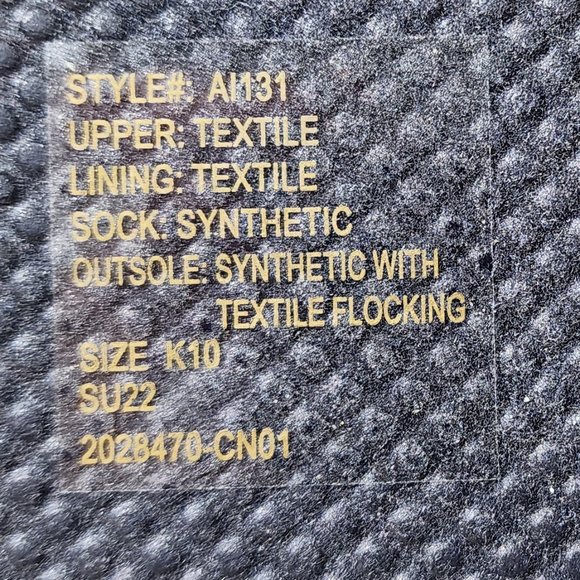 STYLE#: AI131
UPPER: TEXTILE
LINING: TEXTILE
SOCK: SYNTHETIC
OUTSOLE: SYNTHETIC WITH
TEXTILE FLOCKING
SIZE K10
SU22
2028470-CN01